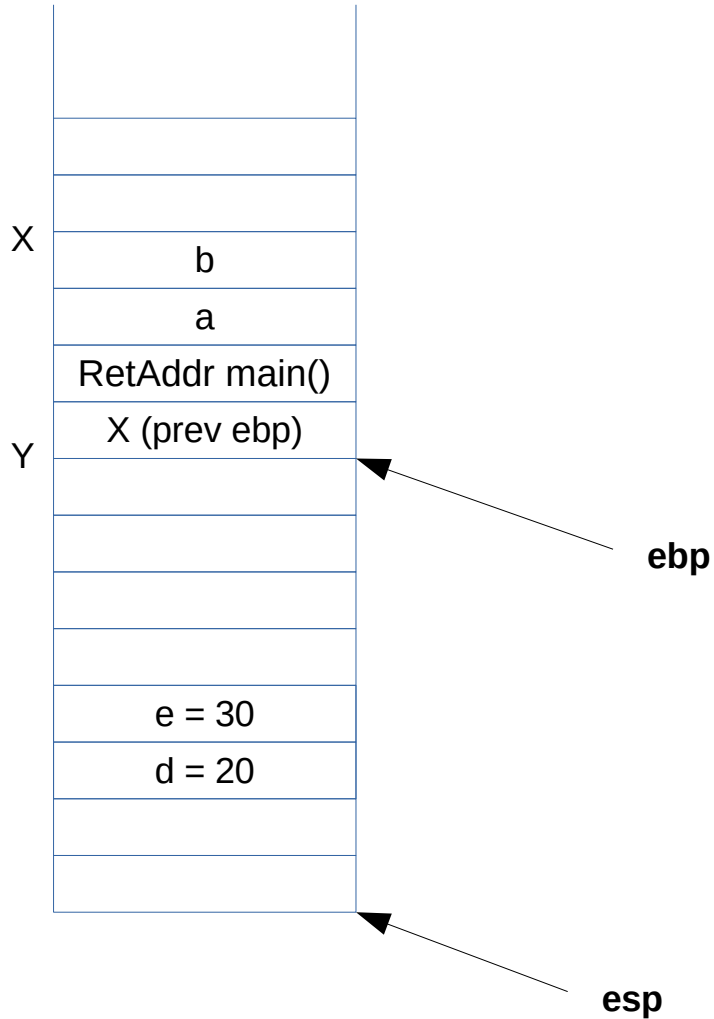 X
b
a
RetAddr main()
X (prev ebp)
Y
ebp
e = 30
d = 20
esp